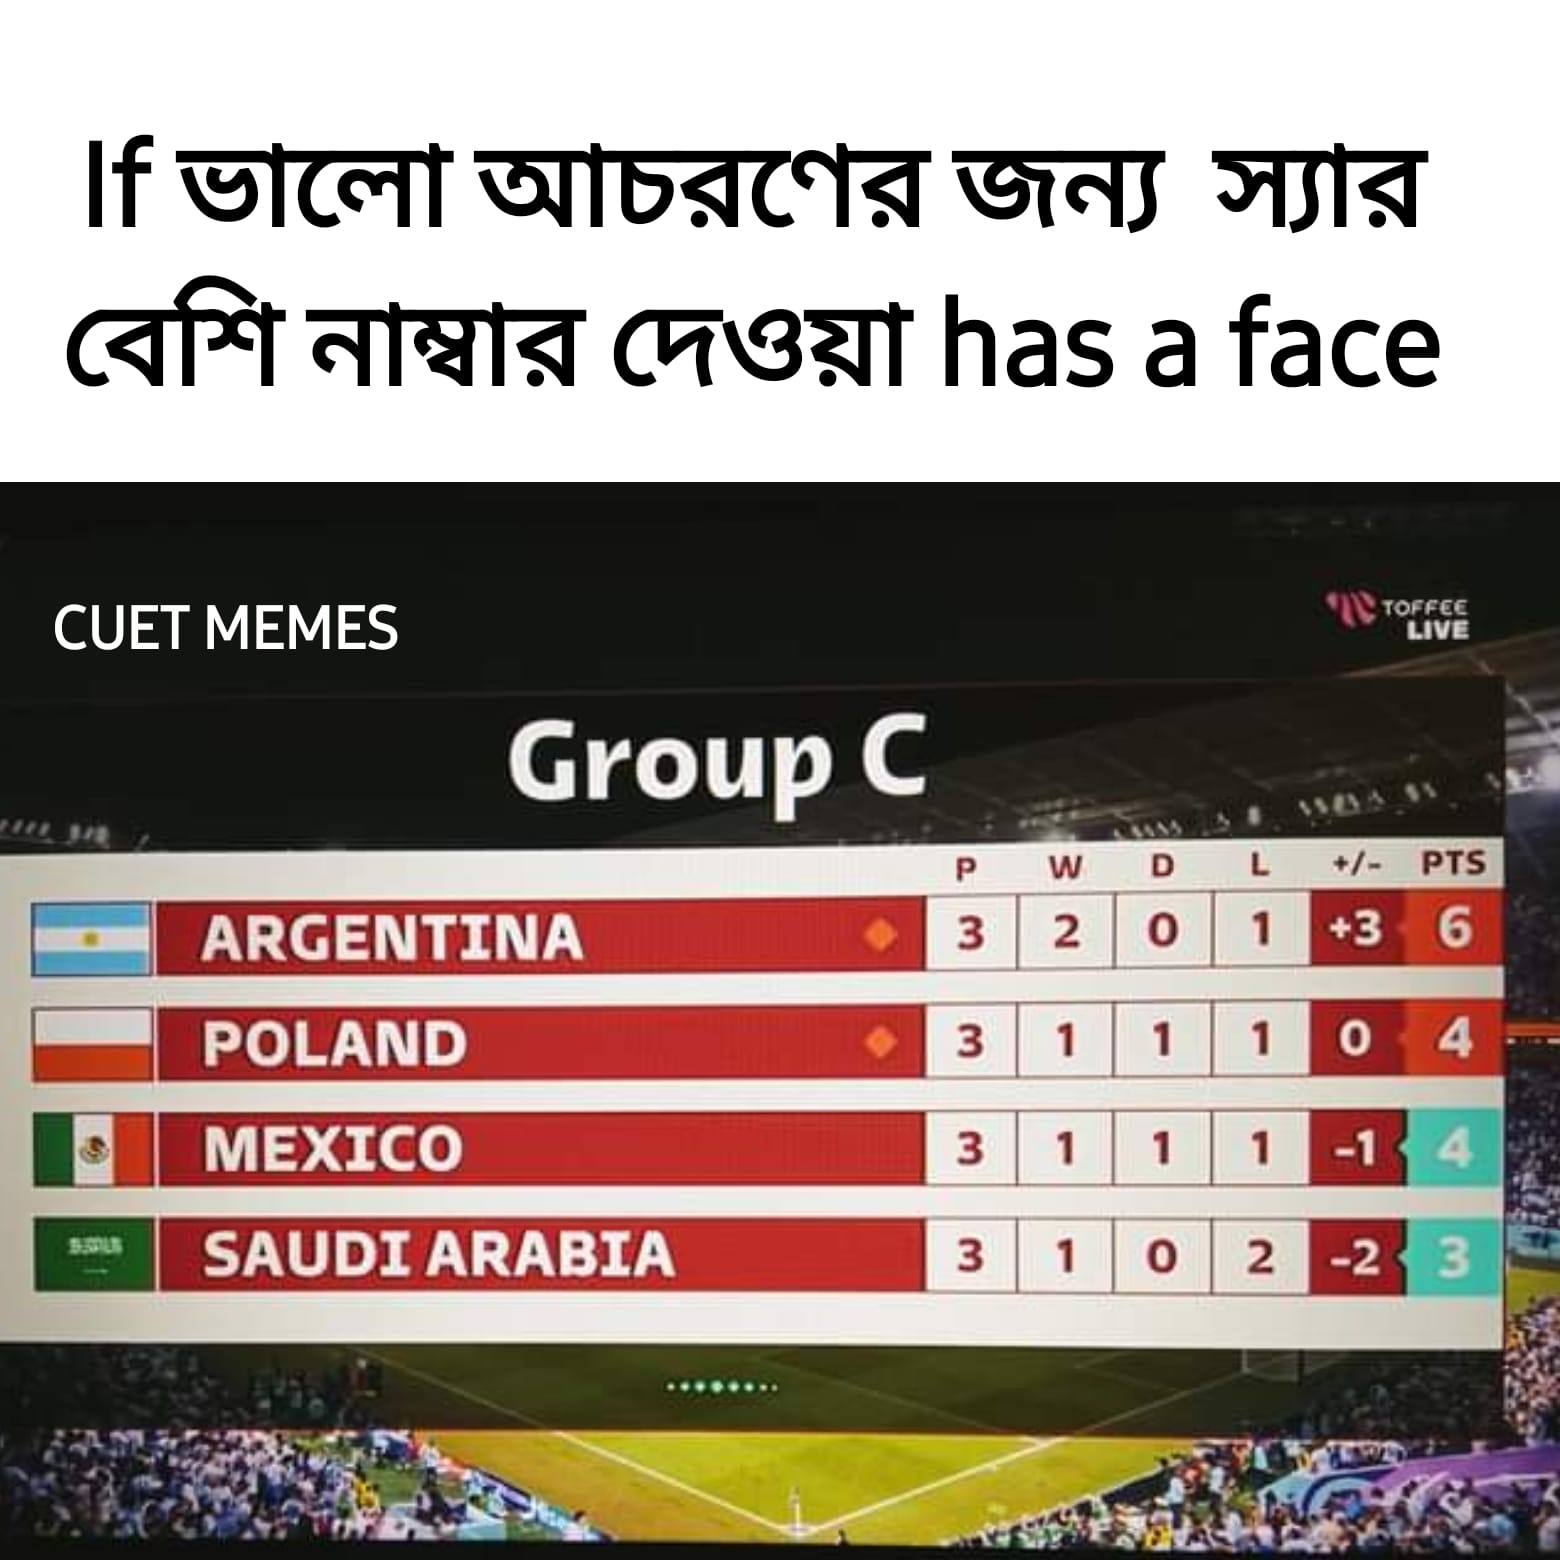 If ভালো আচরণের জন্য স্যার
বেশি নাম্বার দেওয়া has a face
CUET MEMES
TOFFEE
LIVE
Group C
P W D L +/- PTS
ARGENTINA 3 2 0 1 +3 6
POLAND 3 1 1 1 0 4
MEXICO 3 1 1 1 -1 4
SAUDI ARABIA 3 1 0 2 -2 3